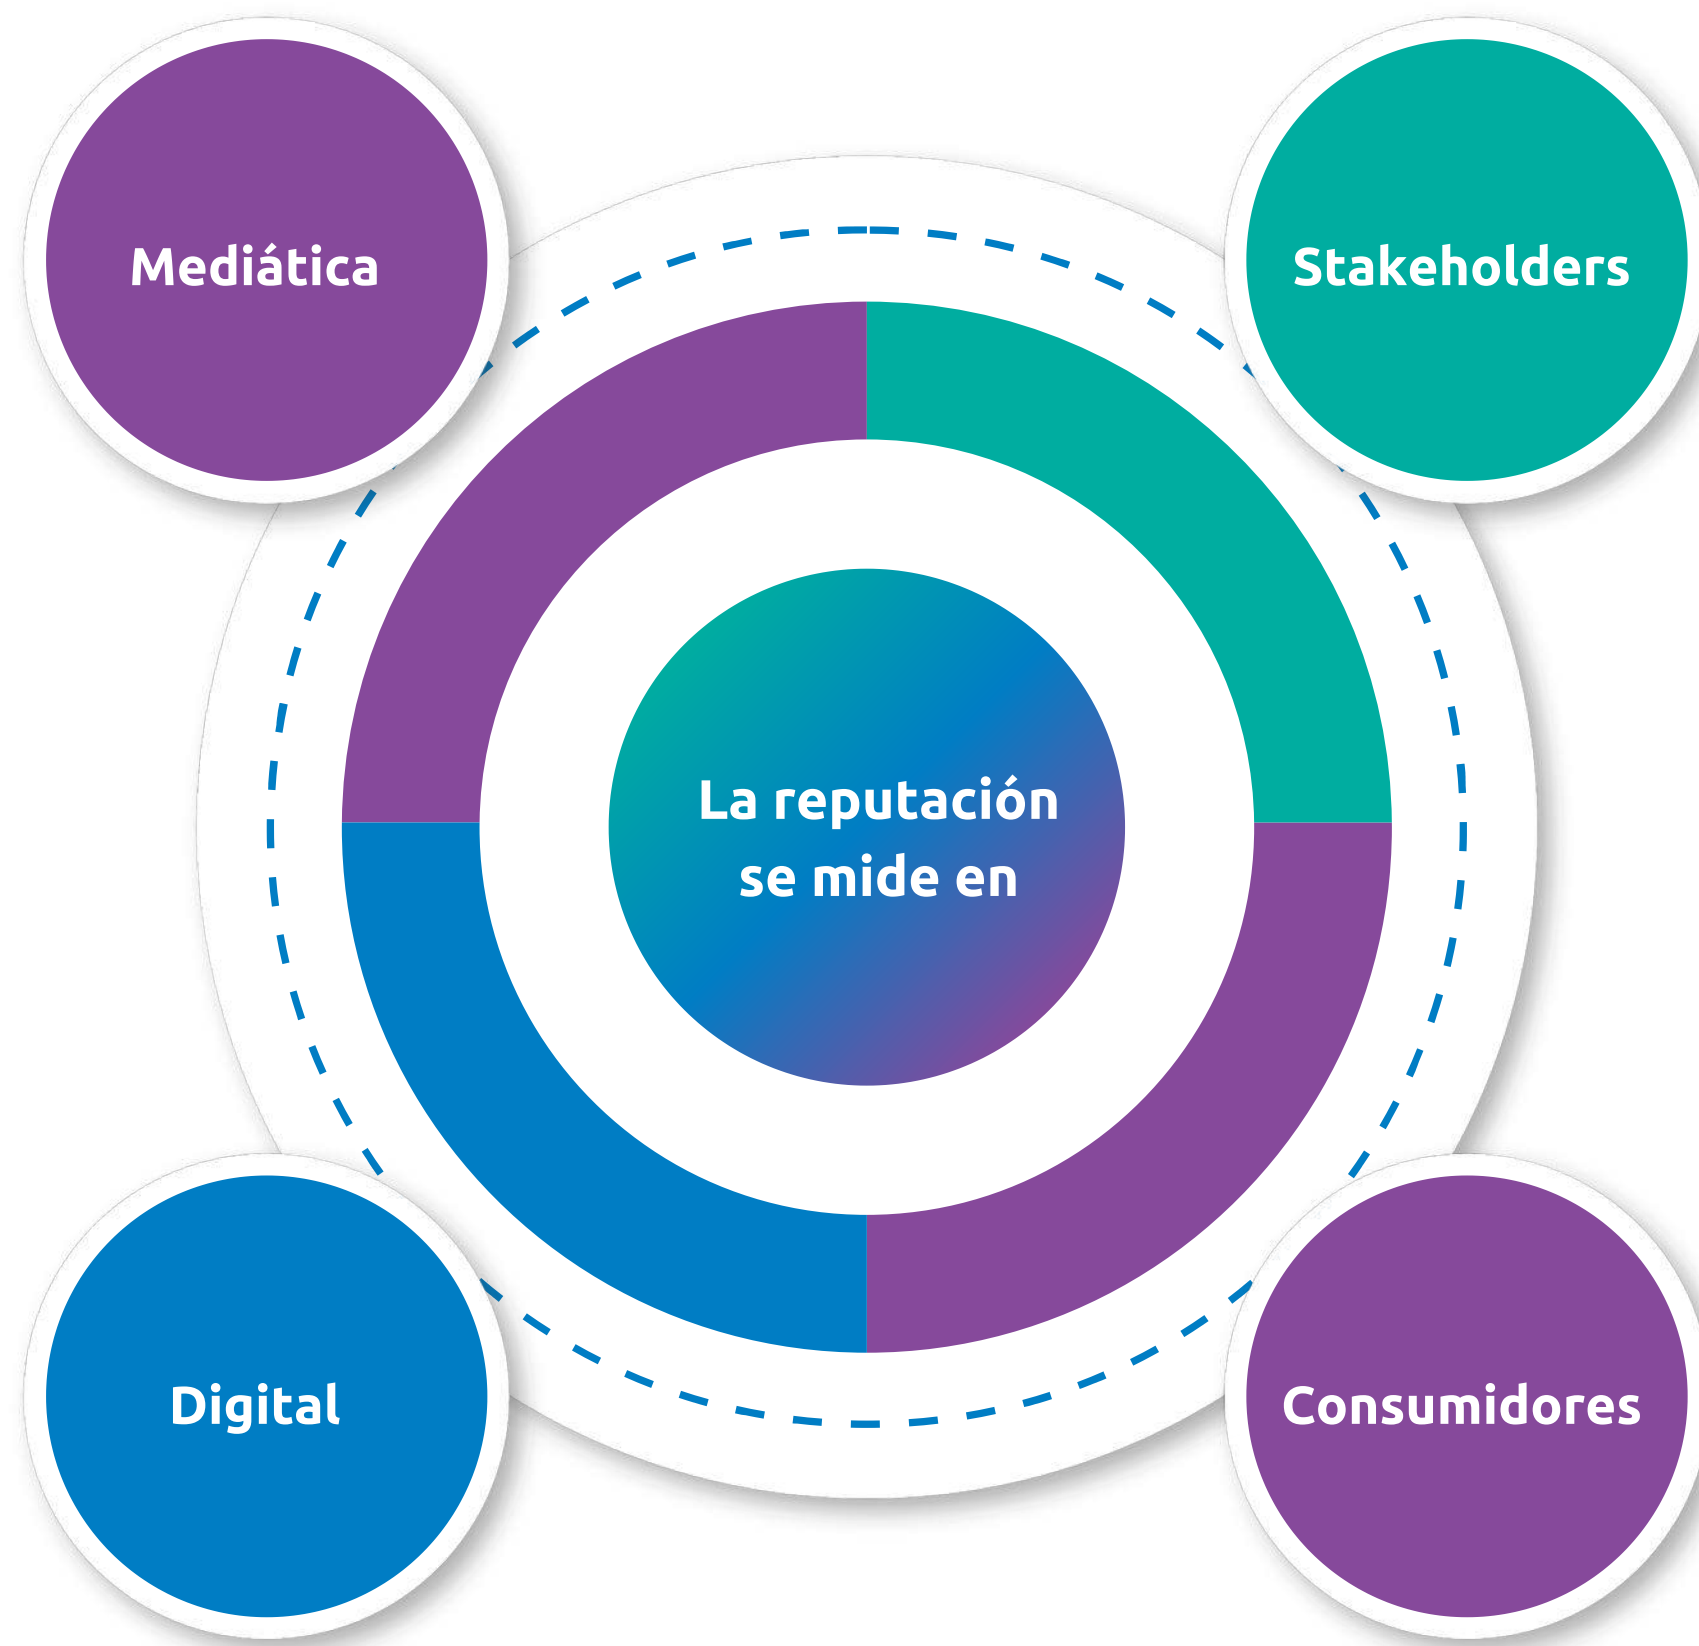 Mediática
Stakeholders
La reputación
se mide en
Digital
Consumidores